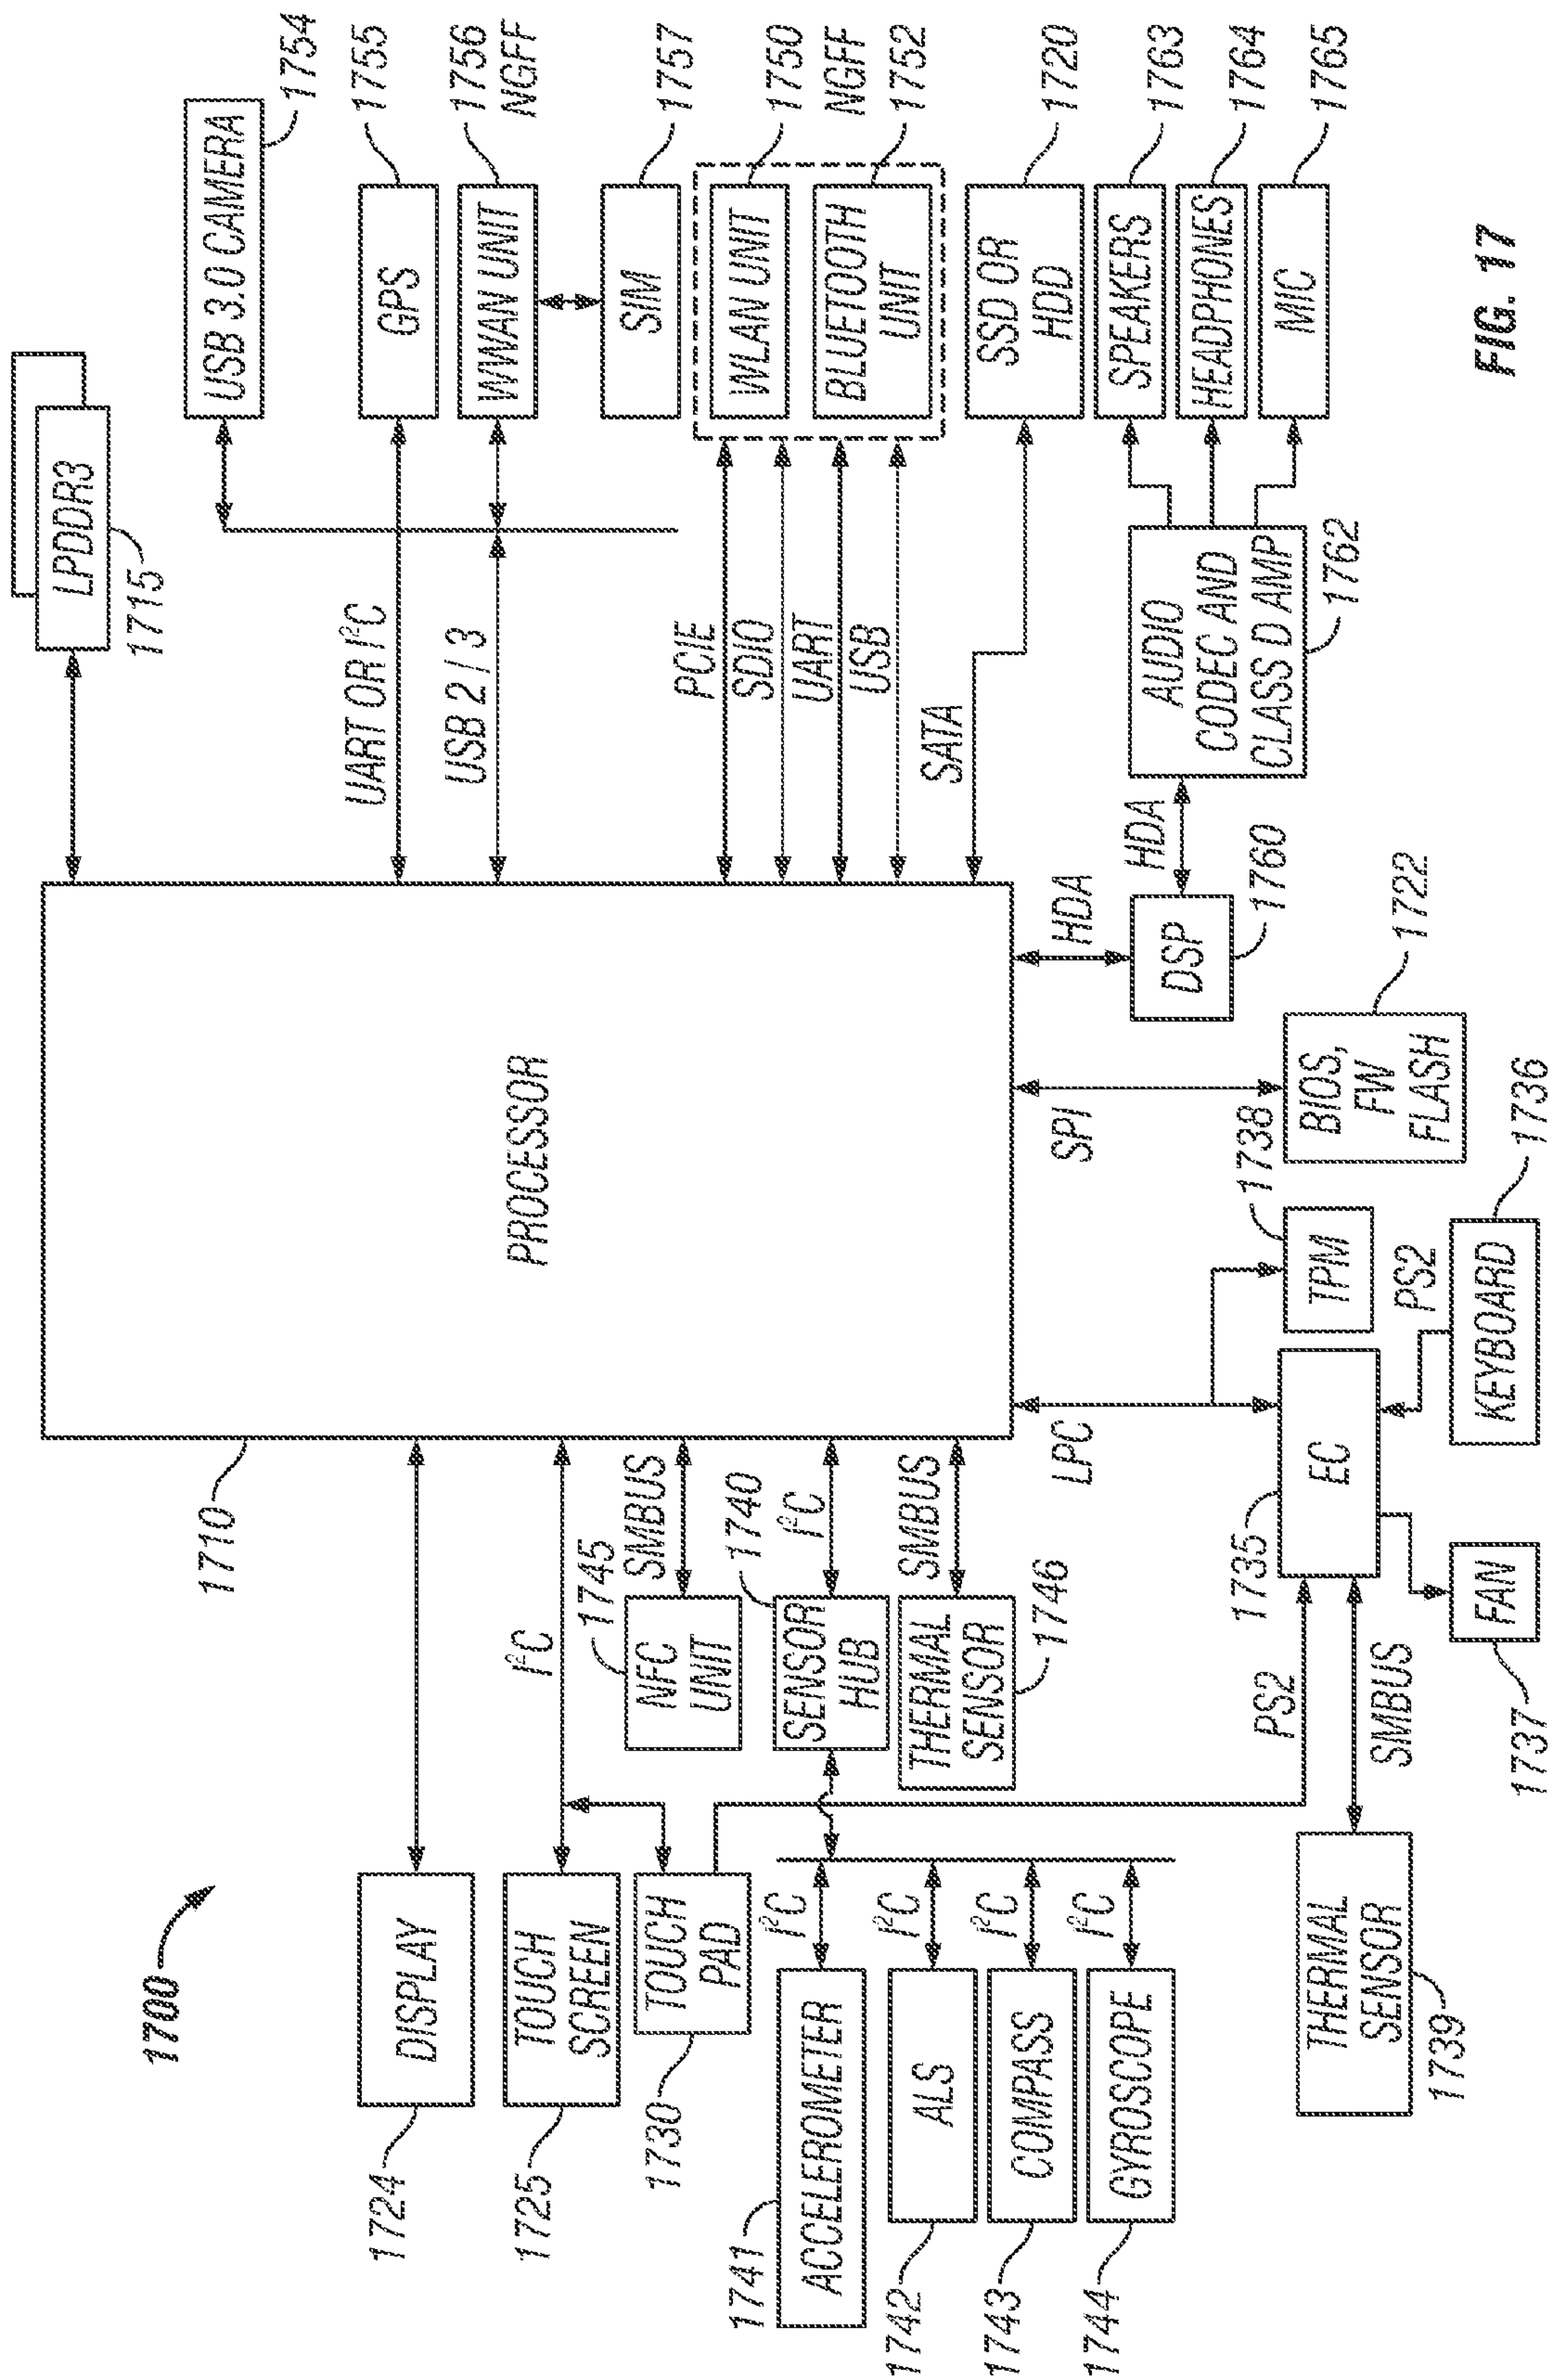 1700
LPDDR3
1715
1710
PROCESSOR
USB 3.0 CAMERA
1754
DISPLAY
1724
UART OR I²C
GPS
1755
USB 2 / 3
WWAN UNIT
1756
NGFF
I²C
TOUCH
SCREEN
1725
SIM
1757
TOUCH
PAD
1730
NFC
UNIT
1745
SMBUS
PCIE
SDIO
UART
USB
WLAN UNIT
1750
BLUETOOTH
UNIT
NGFF
1752
SENSOR
HUB
1740
I²C
THERMAL
SENSOR
1746
SMBUS
SATA
SSD OR
HDD
1720
ACCELEROMETER
1741
I²C
ALS
1742
I²C
COMPASS
1743
I²C
GYROSCOPE
1744
I²C
LPC
SPI
HDA
DSP
1760
HDA
AUDIO
CODEC AND
CLASS D AMP
1762
SPEAKERS
1763
HEADPHONES
1764
MIC
1765
PS2
EC
1735
TPM
1738
BIOS,
FW
FLASH
1722
THERMAL
SENSOR
1739
SMBUS
FAN
1737
PS2
KEYBOARD
1736
FIG. 17